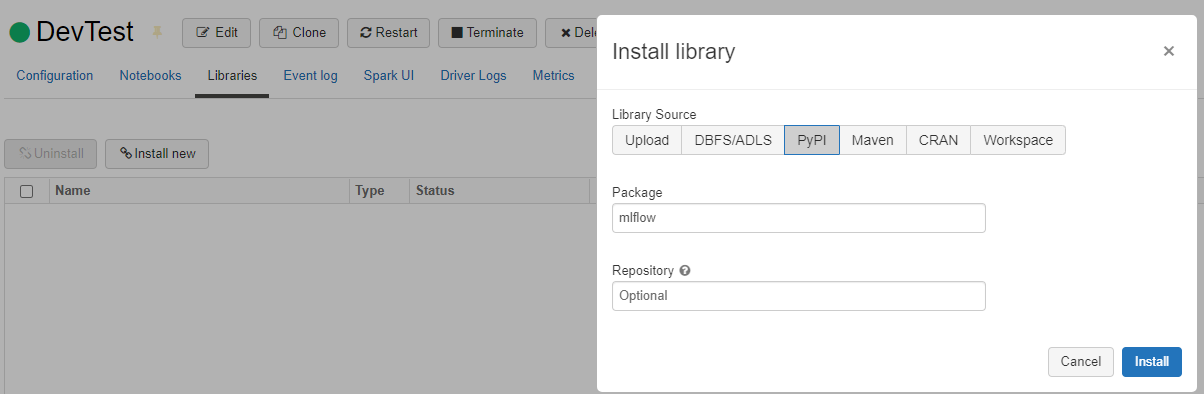 DevTest
Edit
Clone
Restart
Terminate
Dele
Configuration
Notebooks
Libraries
Event log
Spark UI
Driver Logs
Metrics
Uninstall
Install new
Name
Type
Status
Install library
×
Library Source
Upload
DBFS/ADLS
PyPI
Maven
CRAN
Workspace
Package
mlflow
Repository ?
Optional
Cancel
Install